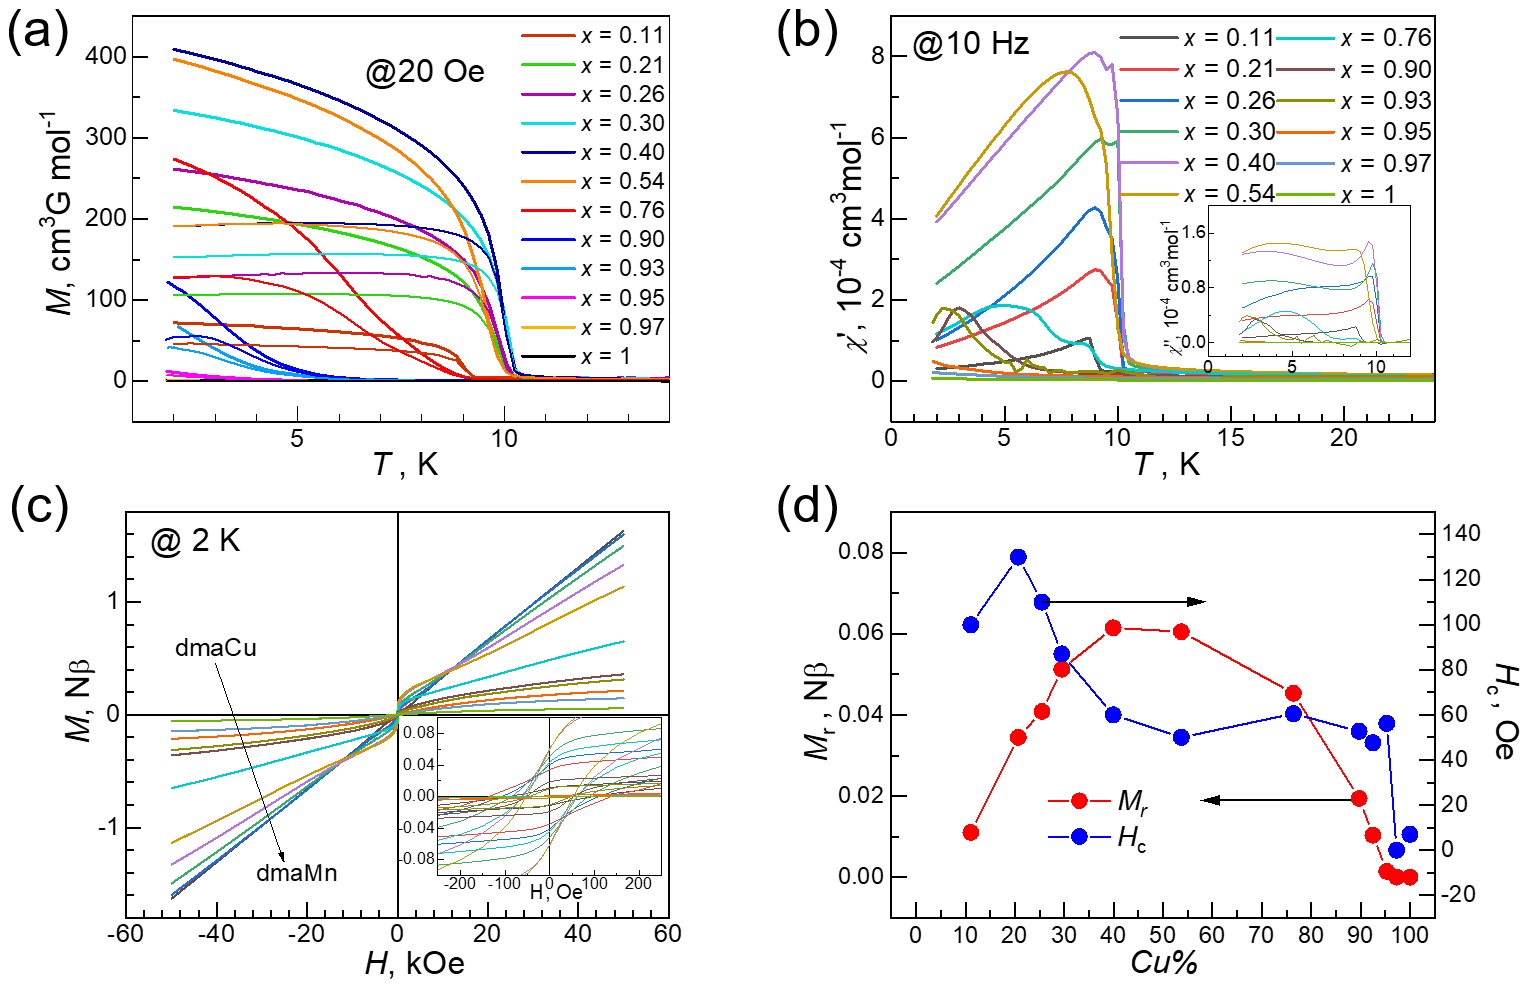 (a)
@20 Oe
x = 0.11
x = 0.21
x = 0.26
x = 0.30
x = 0.40
x = 0.54
x = 0.76
x = 0.90
x = 0.93
x = 0.95
x = 0.97
x = 1
400
300
200
100
0
M, cm³G mol⁻¹
5
10
T , K
(b)
@10 Hz
x = 0.11
x = 0.76
x = 0.21
x = 0.90
x = 0.26
x = 0.93
x = 0.30
x = 0.95
x = 0.40
x = 0.97
x = 0.54
x = 1
8
6
4
2
0
χ', 10⁻⁴ cm³mol⁻¹
1.6
0.8
-0.0
χ'', 10⁻⁴ cm³mol⁻¹
0
5
10
0
5
10
15
20
T , K
(c)
@ 2 K
1
0
-1
M, Nβ
dmaCu
dmaMn
0.08
0.04
0.00
-0.04
-0.08
-200
-100
0
100
200
H, Oe
-60
-40
-20
0
20
40
60
H, kOe
(d)
0.08
0.06
0.04
0.02
0.00
Mr , Nβ
140
120
100
80
60
40
20
0
-20
Hc , Oe
Mr
Hc
0
10
20
30
40
50
60
70
80
90
100
Cu%